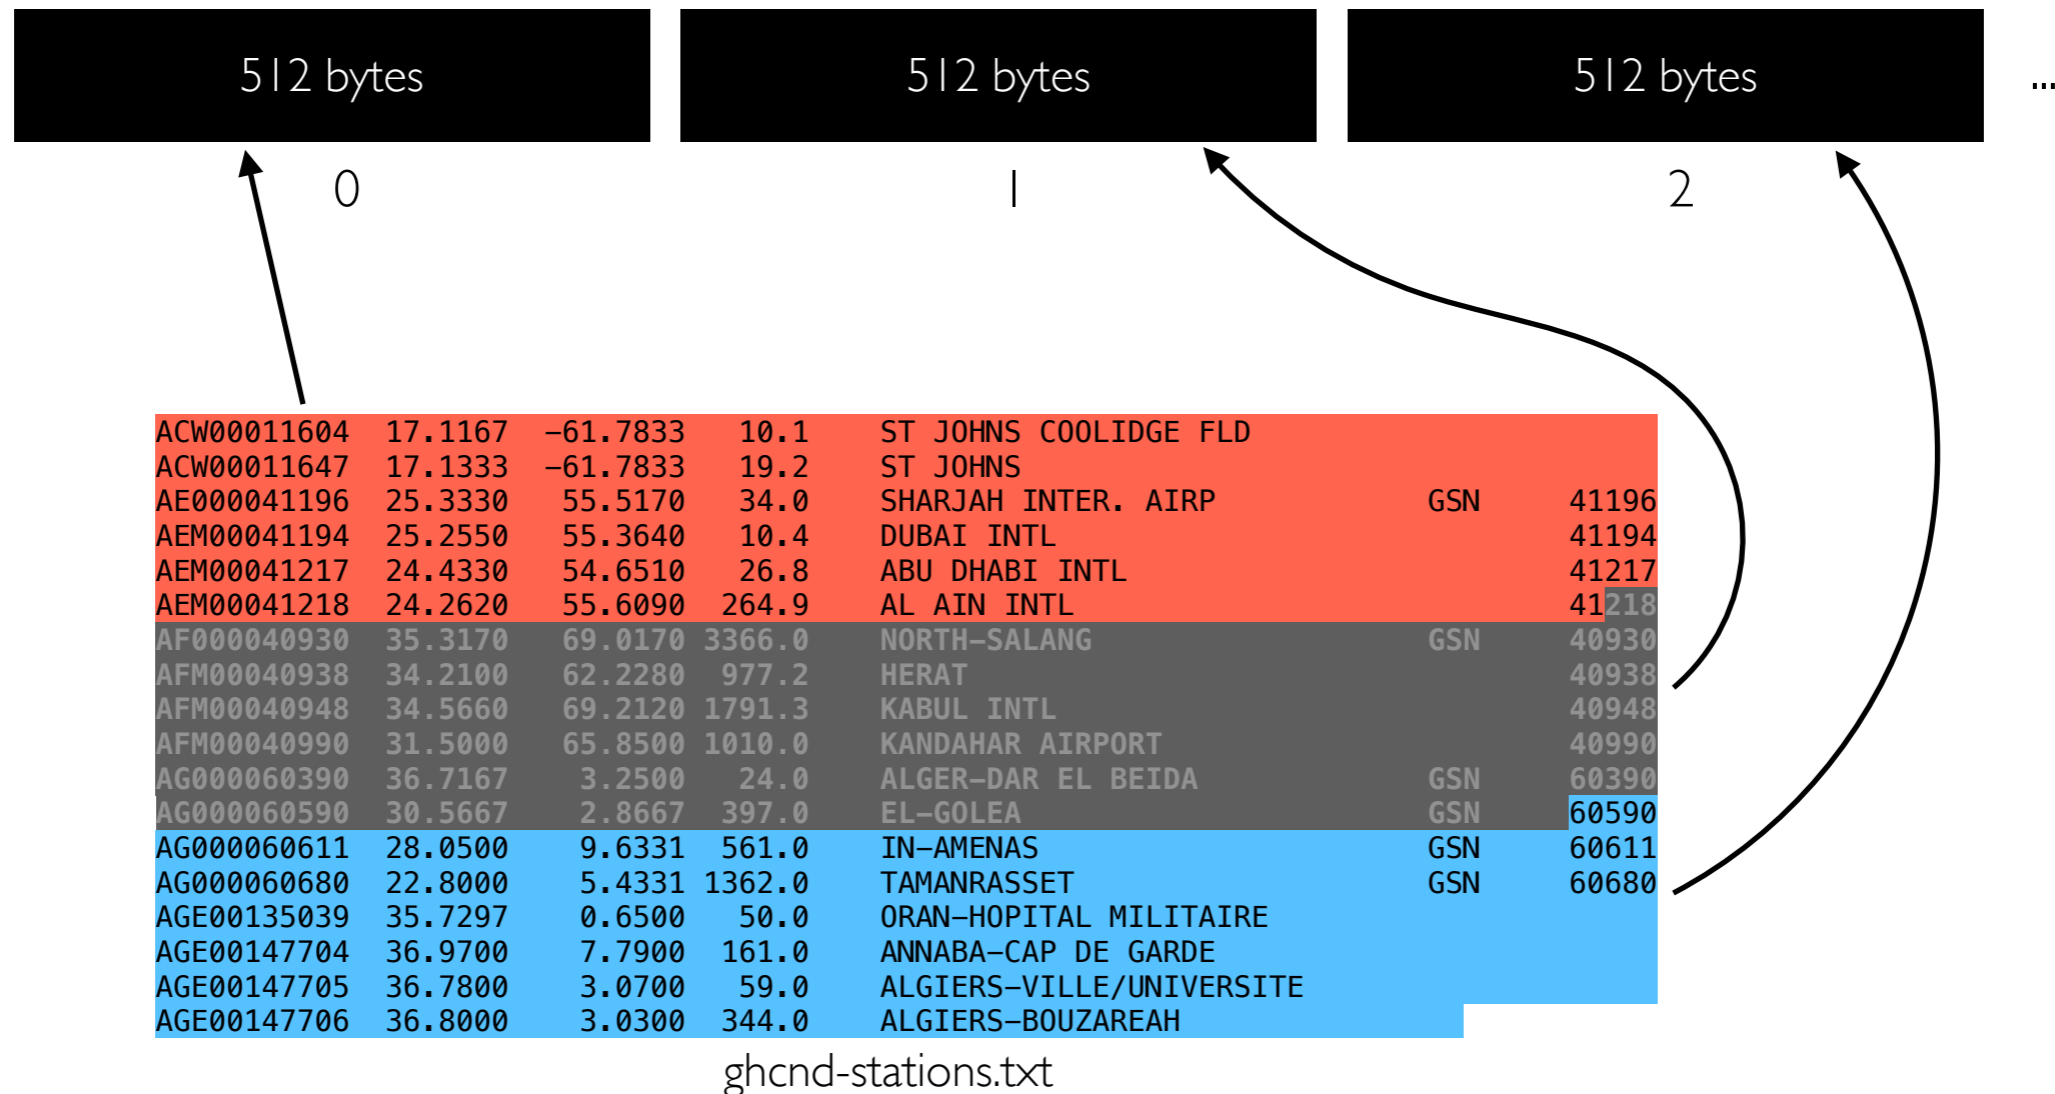 512 bytes 512 bytes 512 bytes ...
0 1 2
ACW00011604  17.1167  -61.7833   10.1    ST JOHNS COOLIDGE FLD
ACW00011647  17.1333  -61.7833   19.2    ST JOHNS
AE000041196  25.3330   55.5170   34.0    SHARJAH INTER. AIRP            GSN     41196
AEM00041194  25.2550   55.3640   10.4    DUBAI INTL                             41194
AEM00041217  24.4330   54.6510   26.8    ABU DHABI INTL                         41217
AEM00041218  24.2620   55.6090  264.9    AL AIN INTL                            41218
AF000040930  35.3170   69.0170 3366.0    NORTH-SALANG                   GSN     40930
AFM00040938  34.2100   62.2280  977.2    HERAT                                  40938
AFM00040948  34.5660   69.2120 1791.3    KABUL INTL                             40948
AFM00040990  31.5000   65.8500 1010.0    KANDAHAR AIRPORT                       40990
AG000060390  36.7167    3.2500   24.0    ALGER-DAR EL BEIDA             GSN     60390
AG000060590  30.5667    2.8667  397.0    EL-GOLEA                       GSN     60590
AG000060611  28.0500    9.6331  561.0    IN-AMENAS                      GSN     60611
AG000060680  22.8000    5.4331 1362.0    TAMANRASSET                    GSN     60680
AGE00135039  35.7297    0.6500   50.0    ORAN-HOPITAL MILITAIRE
AGE00147704  36.9700    7.7900  161.0    ANNABA-CAP DE GARDE
AGE00147705  36.7800    3.0700   59.0    ALGIERS-VILLE/UNIVERSITE
AGE00147706  36.8000    3.0300  344.0    ALGIERS-BOUZAREAH
ghcnd-stations.txt